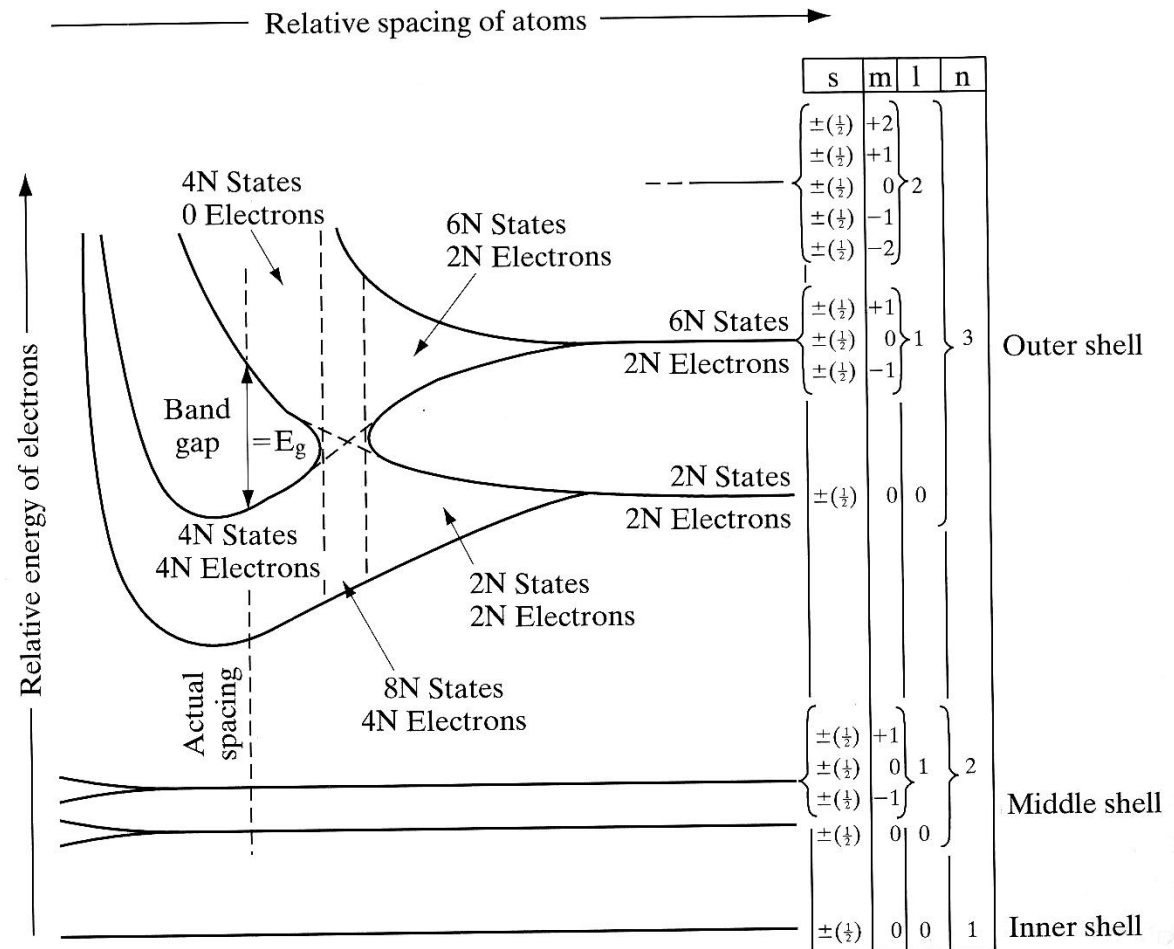 Relative spacing of atoms
s m l n
±(½) +2
±(½) +1
±(½) 0 2
±(½) −1
±(½) −2
4N States
0 Electrons
6N States
2N Electrons
±(½) +1
6N States
±(½) 0 1 3
Outer shell
2N Electrons
±(½) −1
Band
gap
=E_g
2N States
2N Electrons
±(½) 0 0
4N States
4N Electrons
2N States
2N Electrons
8N States
4N Electrons
Relative energy of electrons
Actual
spacing
±(½) +1
±(½) 0 1 2
±(½) −1
Middle shell
±(½) 0 0
±(½) 0 0 1
Inner shell